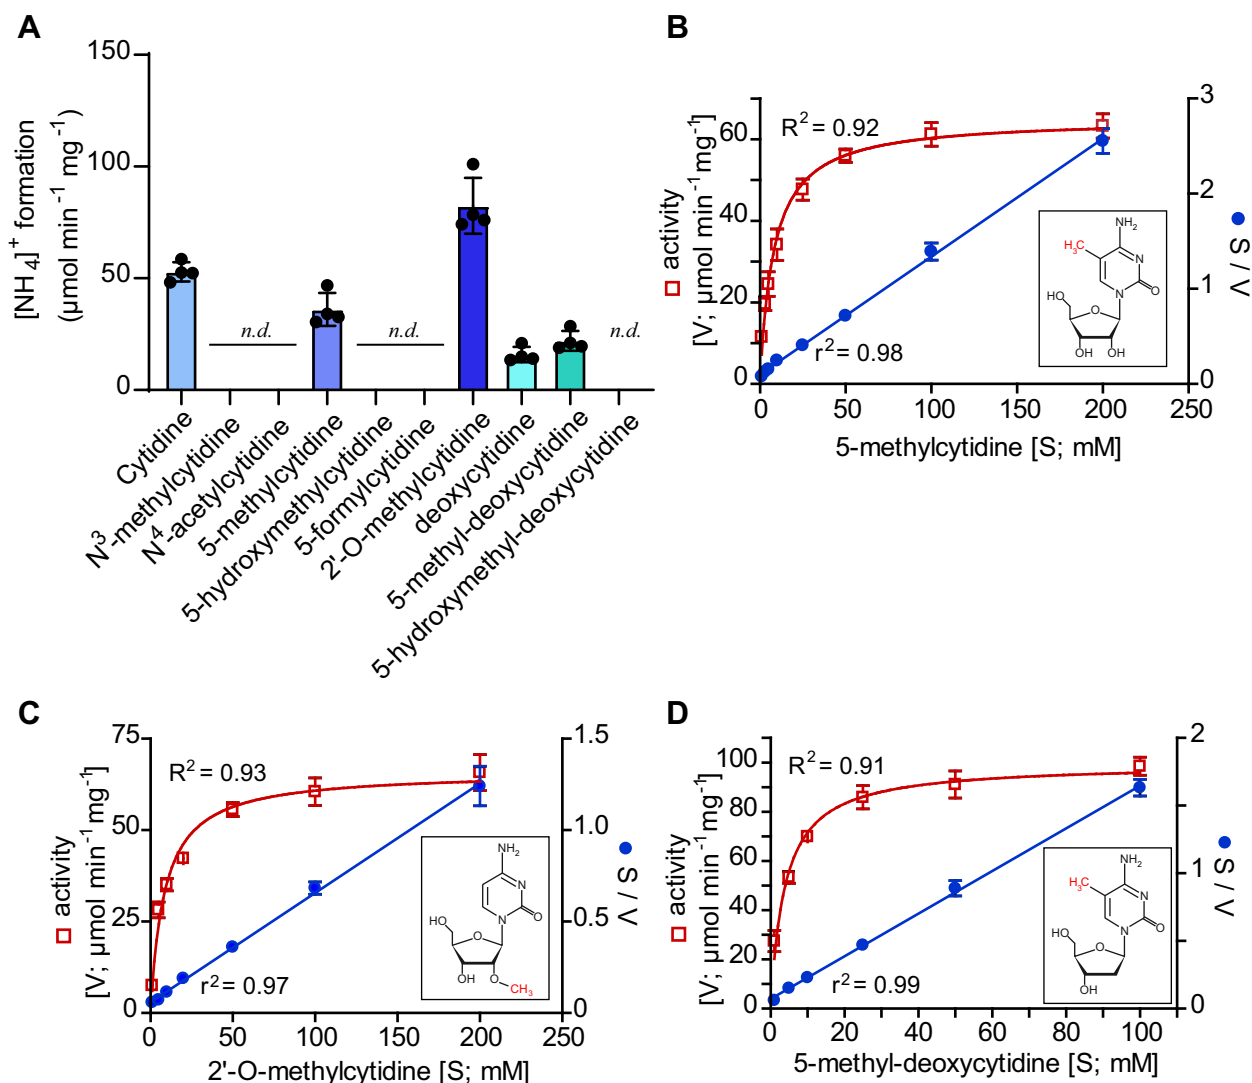 A
150
100
50
0
[NH₄]⁺ formation
(µmol min⁻¹ mg⁻¹)
n.d.
n.d.
n.d.
Cytidine
N³-methylcytidine
N⁴-acetylcytidine
5-methylcytidine
5-hydroxymethylcytidine
5-formylcytidine
2'-O-methylcytidine
deoxycytidine
5-methyl-deoxycytidine
5-hydroxymethyl-deoxycytidine
B
60
40
20
0
activity
[V; µmol min⁻¹mg⁻¹]
R² = 0.92
r² = 0.98
3
2
1
0
S / V
H₃C
NH₂
N
N
O
HO
O
OH
OH
0
50
100
150
200
250
5-methylcytidine [S; mM]
C
75
50
25
0
activity
[V; µmol min⁻¹mg⁻¹]
R² = 0.93
r² = 0.97
1.5
1.0
0.5
0
S / V
NH₂
N
N
O
HO
O
OH
O
CH₃
0
50
100
150
200
250
2'-O-methylcytidine [S; mM]
D
100
80
60
40
20
0
activity
[V; µmol min⁻¹mg⁻¹]
R² = 0.91
r² = 0.99
2
1
0
S / V
H₃C
NH₂
N
N
O
HO
O
OH
0
20
40
60
80
100
5-methyl-deoxycytidine [S; mM]